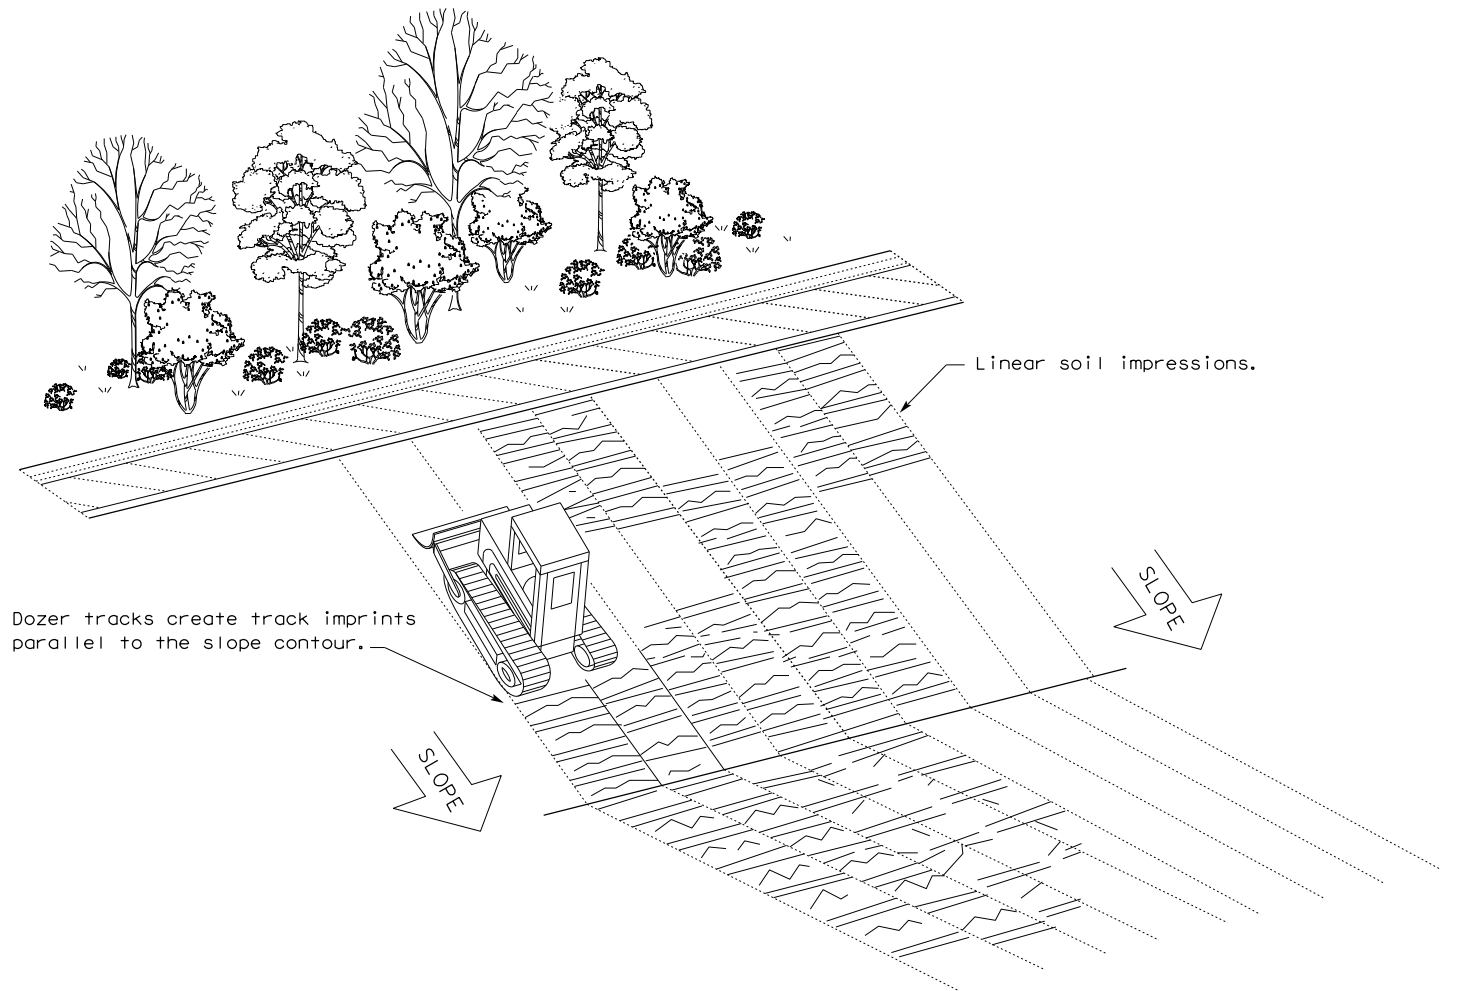 Linear soil impressions.
SLOPE
Dozer tracks create track imprints
parallel to the slope contour.
SLOPE